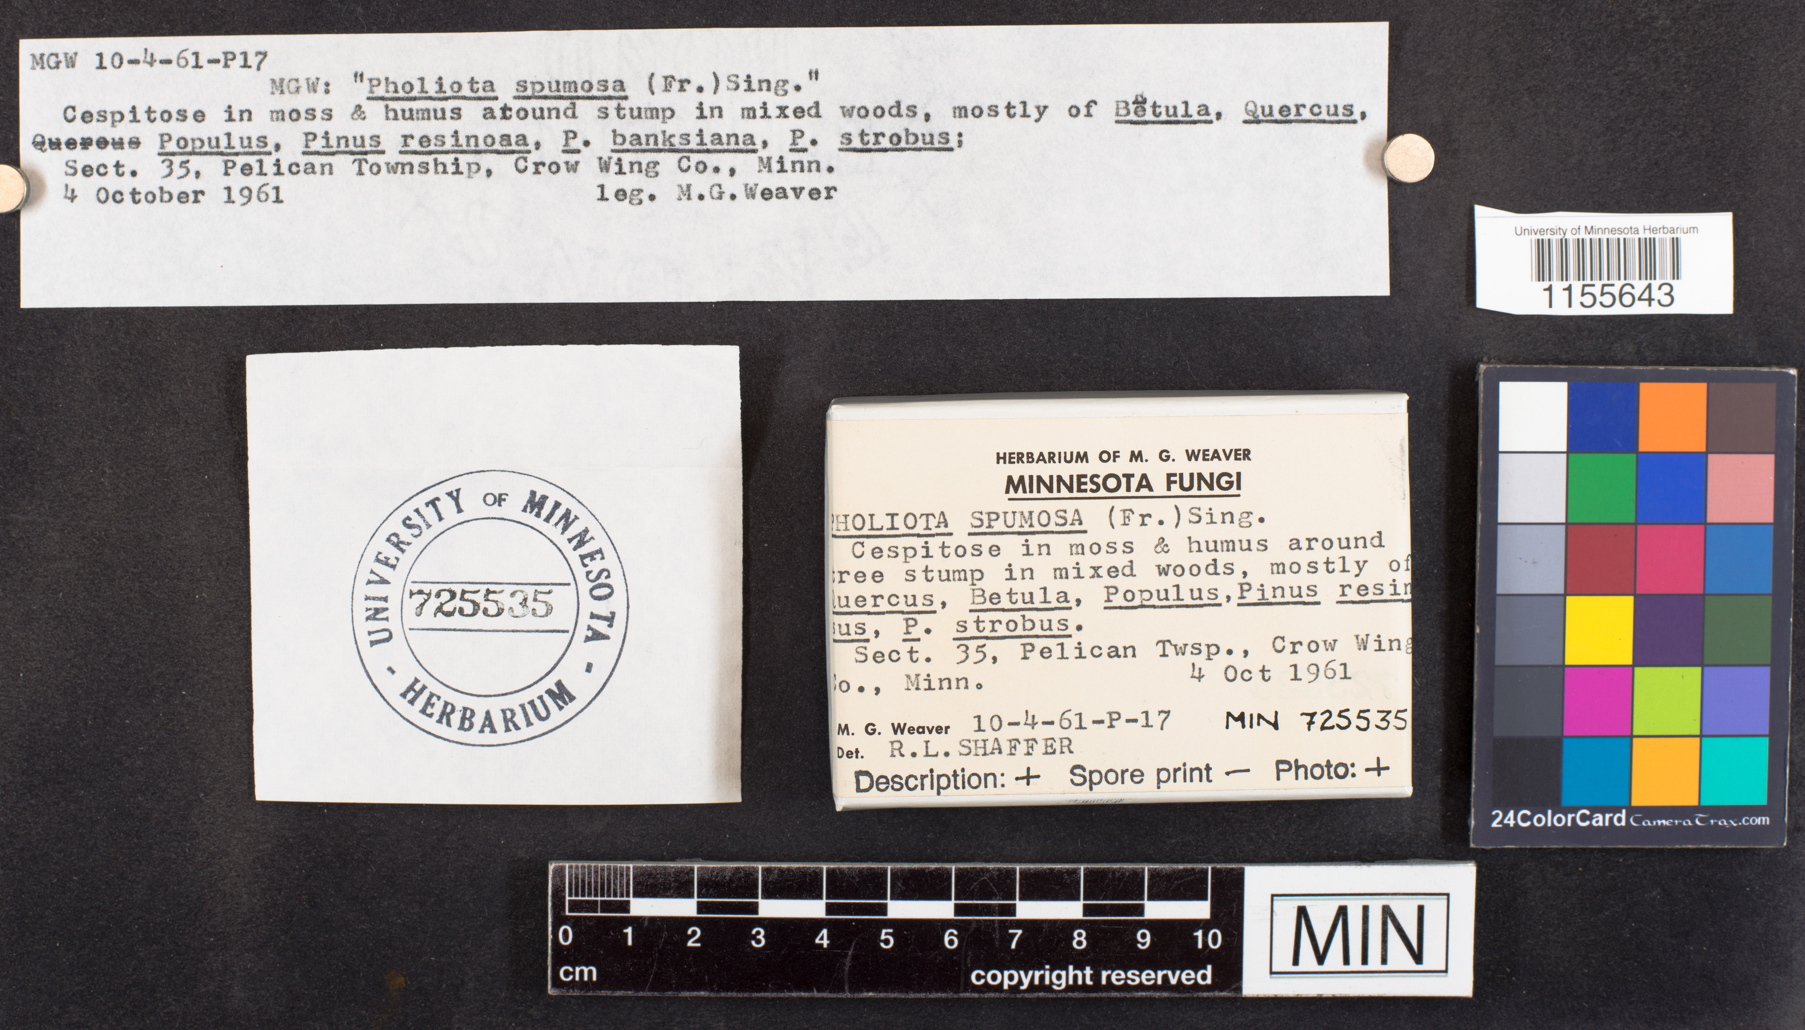 MGW 10-4-61-P17
MGW: "Pholiota spumosa (Fr.)Sing."
Cespitose in moss & humus around stump in mixed woods, mostly of Betula, Quercus,
Quercus Populus, Pinus resinosa, P. banksiana, P. strobus;
Sect. 35, Pelican Township, Crow Wing Co., Minn.
4 October 1961 leg. M.G.Weaver
University of Minnesota Herbarium
1155643
UNIVERSITY OF MINNESOTA
725535
- HERBARIUM -
HERBARIUM OF M. G. WEAVER
MINNESOTA FUNGI
PHOLIOTA SPUMOSA (Fr.)Sing.
Cespitose in moss & humus around
tree stump in mixed woods, mostly of
uercus, Betula, Populus,Pinus resin
sus, P. strobus.
Sect. 35, Pelican Twsp., Crow Wing
Co., Minn. 4 Oct 1961
M. G. Weaver 10-4-61-P-17 MIN 725535
Det. R.L.SHAFFER
Description: + Spore print — Photo: +
24ColorCard CameraTrax.com
0 1 2 3 4 5 6 7 8 9 10
cm copyright reserved
MIN